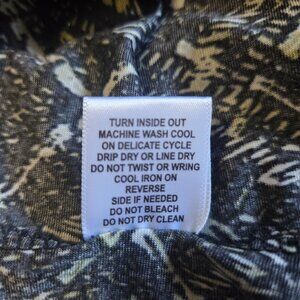 TURN INSIDE OUT
MACHINE WASH COOL
ON DELICATE CYCLE
DRIP DRY OR LINE DRY
DO NOT TWIST OR WRING
COOL IRON ON
REVERSE
SIDE IF NEEDED
DO NOT BLEACH
DO NOT DRY CLEAN